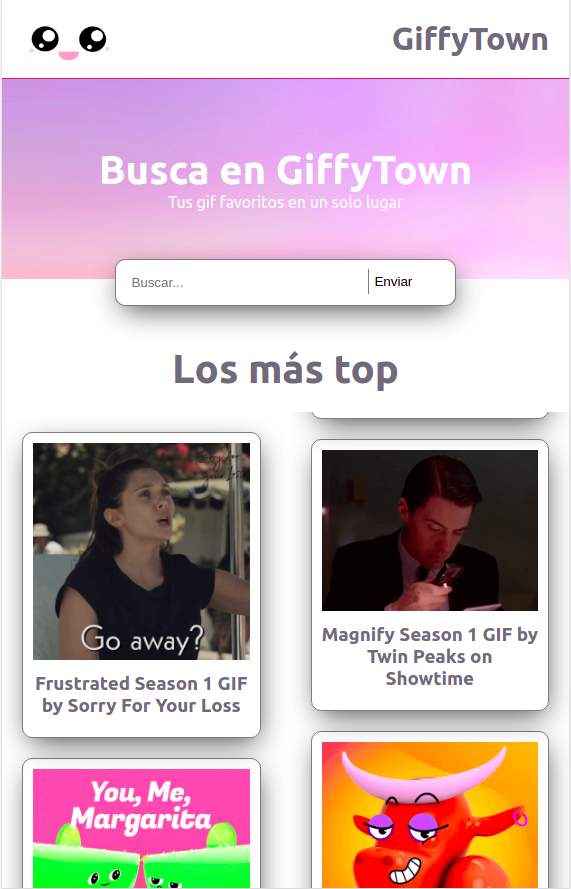 GiffyTown
Busca en GiffyTown
Tus gif favoritos en un solo lugar
Buscar...
Enviar
Los más top
Go away?
Frustrated Season 1 GIF
by Sorry For Your Loss
Magnify Season 1 GIF by
Twin Peaks on
Showtime
You, Me,
Margarita